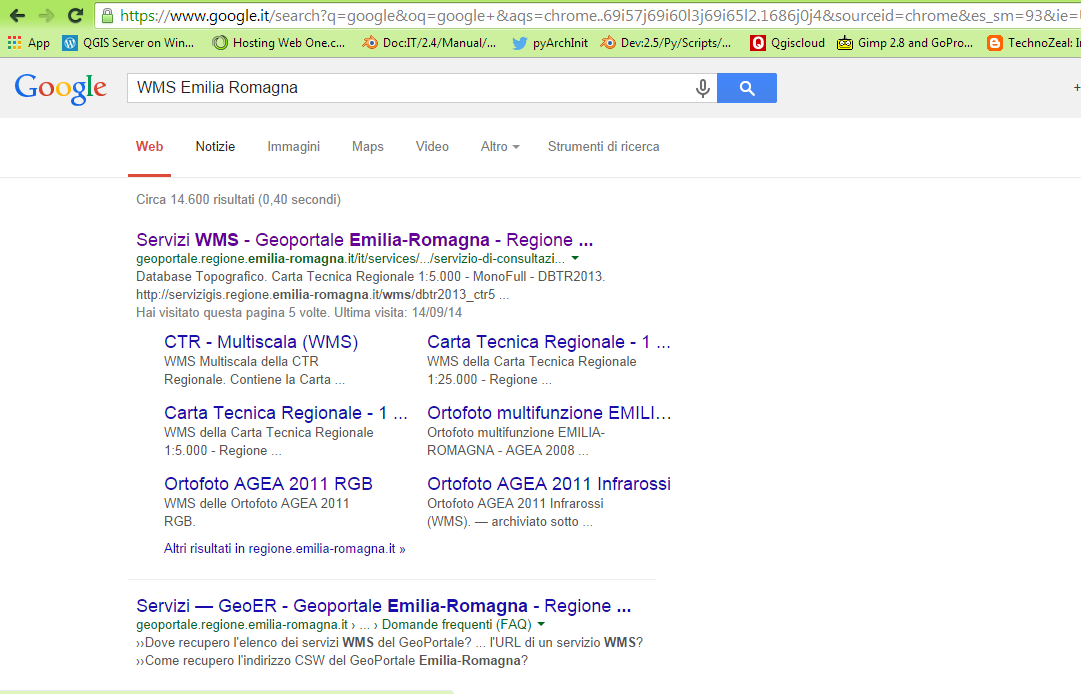 https://www.google.it/search?q=google&oq=google+&aqs=chrome..69i57j69i60l3j69i65l2.1686j0j4&sourceid=chrome&es_sm=93&ie=
App QGIS Server on Win... Hosting Web One.c... Doc:IT/2.4/Manual/... pyArchInit Dev:2.5/Py/Scripts/... Qgiscloud Gimp 2.8 and GoPro... TechnoZeal:
Google WMS Emilia Romagna +
Web Notizie Immagini Maps Video Altro Strumenti di ricerca
Circa 14.600 risultati (0,40 secondi)
Servizi WMS - Geoportale Emilia-Romagna - Regione ...
geoportale.regione.emilia-romagna.it/it/services/.../servizio-di-consultazi...
Database Topografico. Carta Tecnica Regionale 1:5.000 - MonoFull - DBTR2013.
http://servizigis.regione.emilia-romagna.it/wms/dbtr2013_ctr5 ...
Hai visitato questa pagina 5 volte. Ultima visita: 14/09/14
CTR - Multiscala (WMS)
WMS Multiscala della CTR
Regionale. Contiene la Carta ...
Carta Tecnica Regionale - 1 ...
WMS della Carta Tecnica Regionale
1:25.000 - Regione ...
Carta Tecnica Regionale - 1 ...
WMS della Carta Tecnica Regionale
1:5.000 - Regione ...
Ortofoto multifunzione EMILI...
Ortofoto multifunzione EMILIA-
ROMAGNA - AGEA 2008 ...
Ortofoto AGEA 2011 RGB
WMS delle Ortofoto AGEA 2011
RGB.
Ortofoto AGEA 2011 Infrarossi
Ortofoto AGEA 2011 Infrarossi
(WMS). — archiviato sotto ...
Altri risultati in regione.emilia-romagna.it »
Servizi — GeoER - Geoportale Emilia-Romagna - Regione ...
geoportale.regione.emilia-romagna.it › ... › Domande frequenti (FAQ)
››Dove recupero l'elenco dei servizi WMS del GeoPortale? ... l'URL di un servizio WMS?
››Come recupero l'indirizzo CSW del GeoPortale Emilia-Romagna?